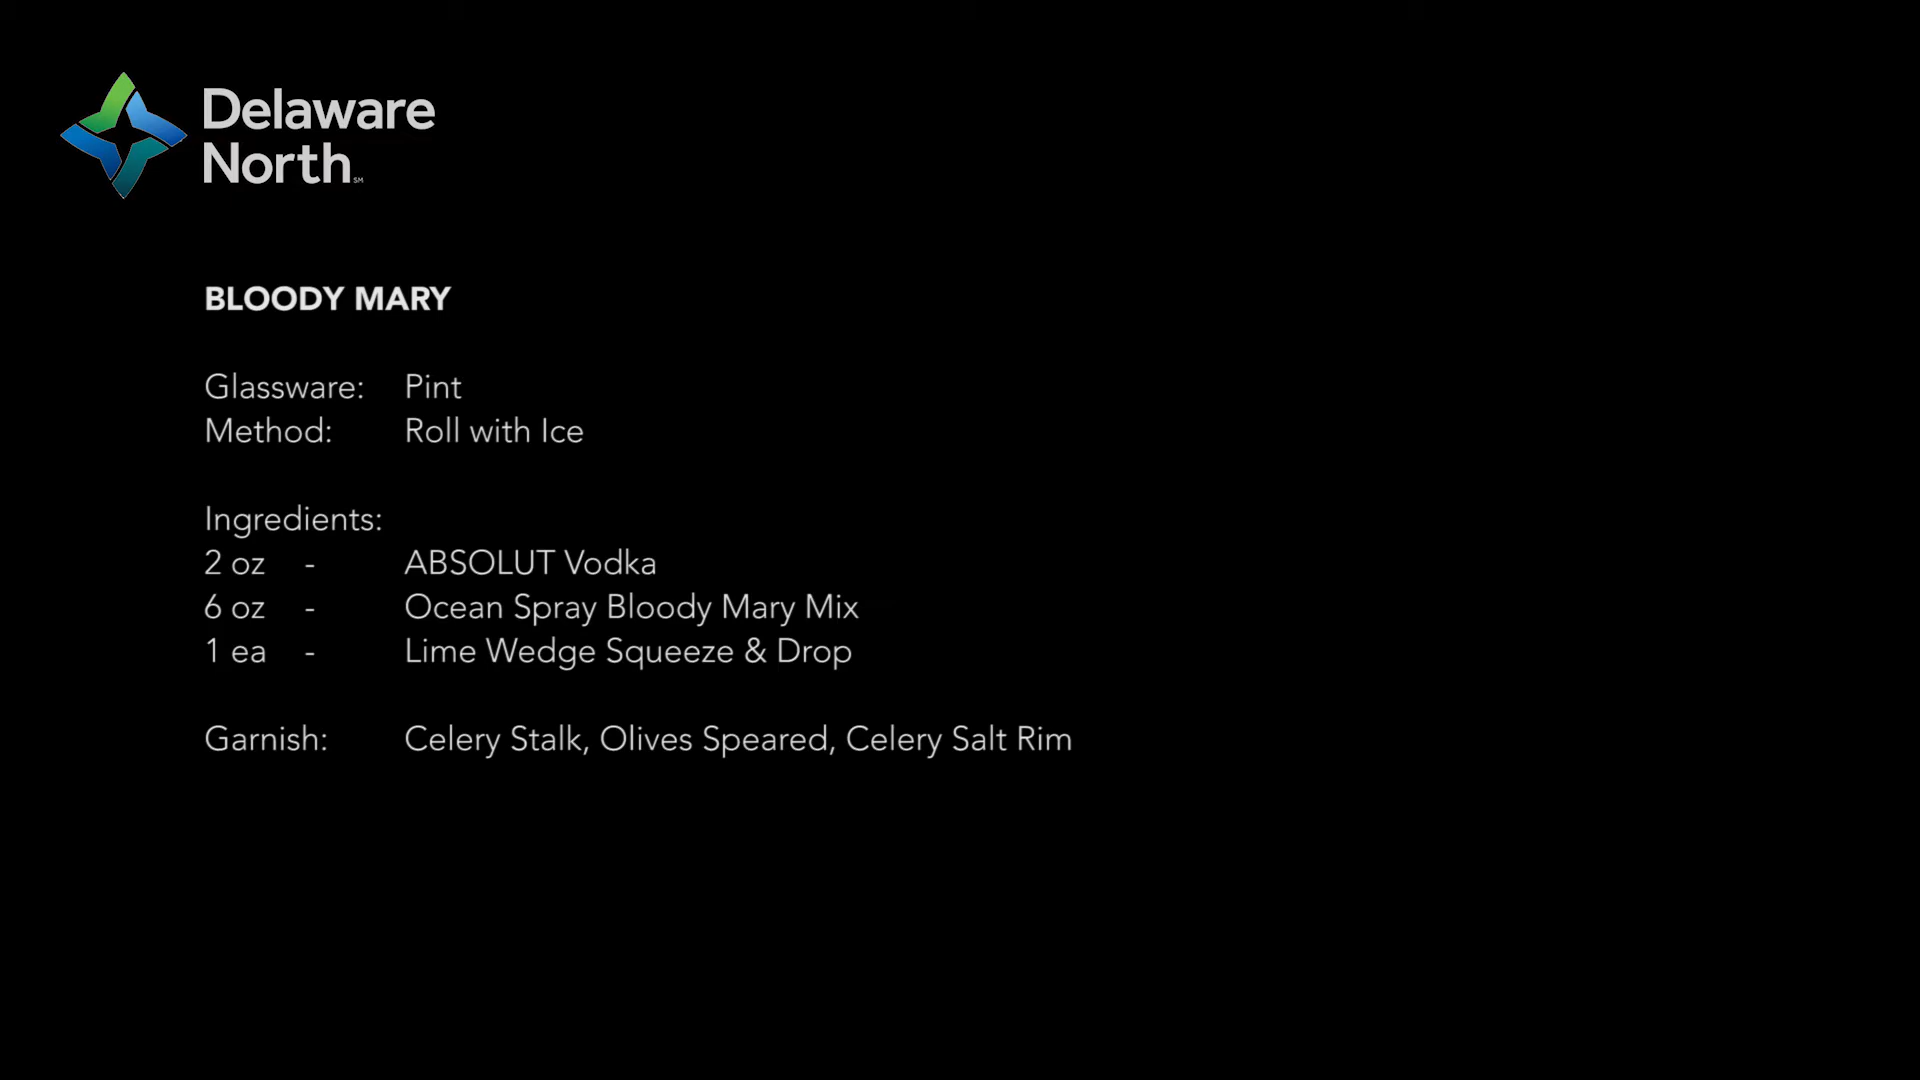 Delaware
North℠
BLOODY MARY
Glassware: Pint
Method: Roll with Ice
Ingredients:
2 oz - ABSOLUT Vodka
6 oz - Ocean Spray Bloody Mary Mix
1 ea - Lime Wedge Squeeze & Drop
Garnish: Celery Stalk, Olives Speared, Celery Salt Rim